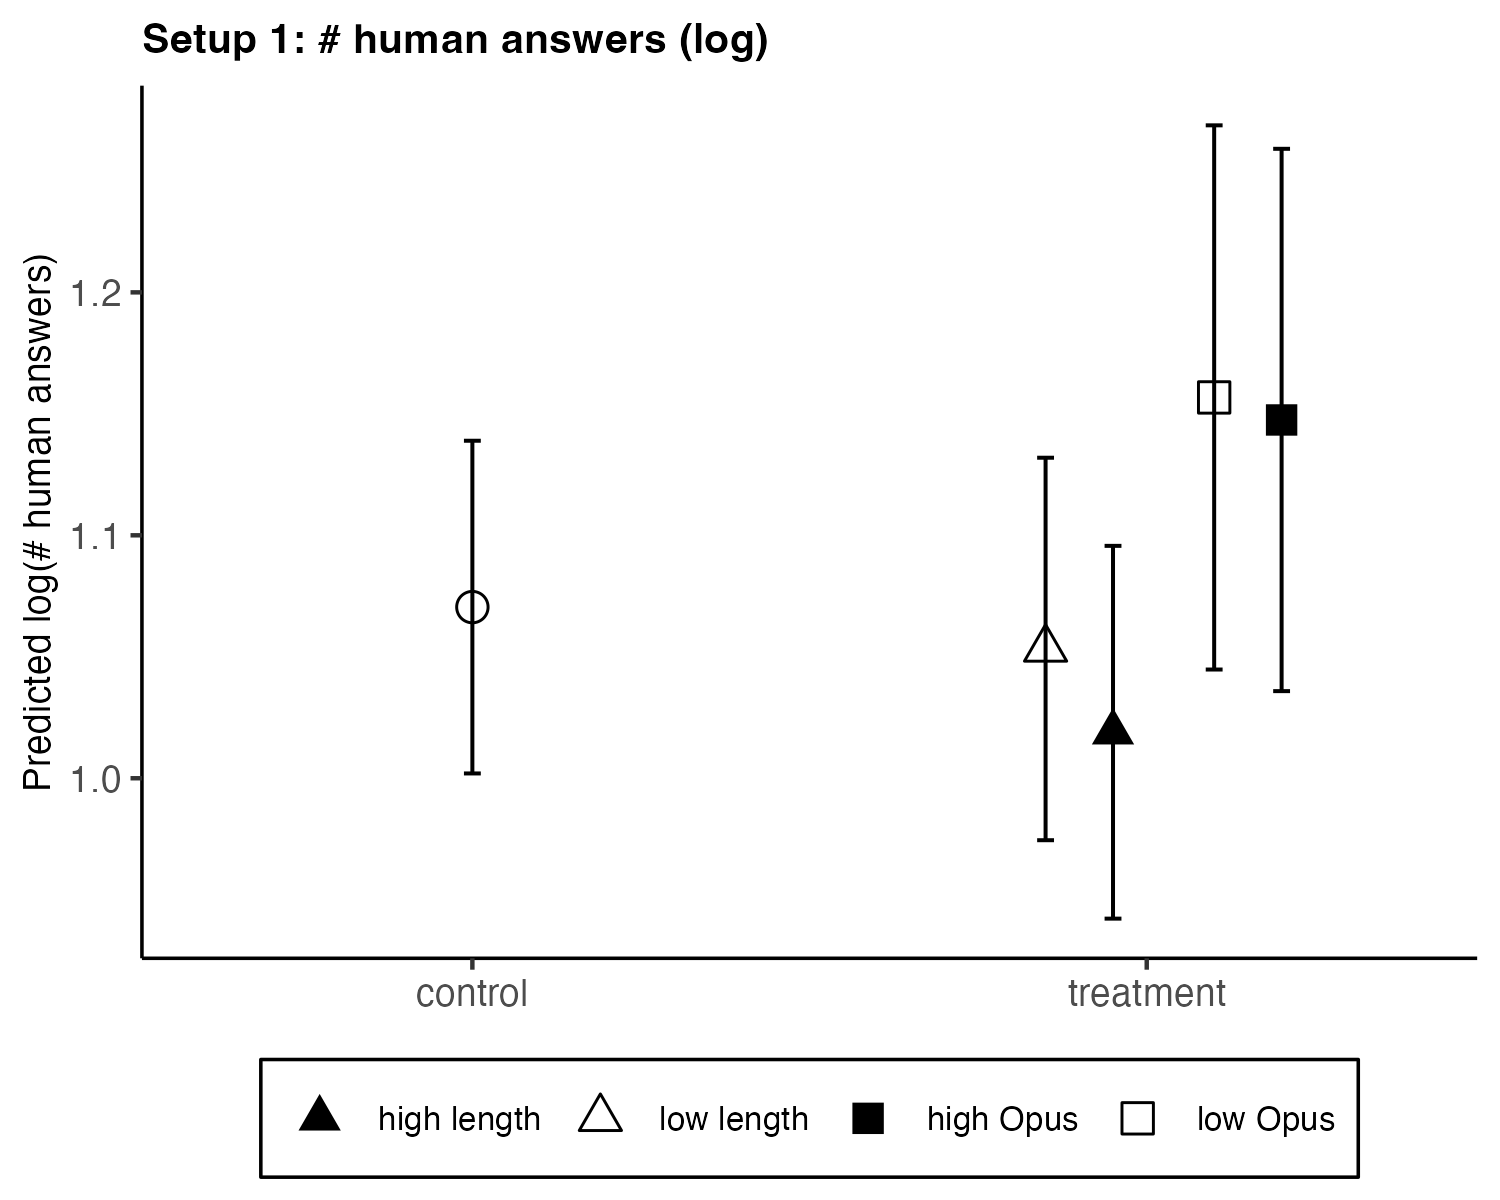 Setup 1: # human answers (log)
Predicted log(# human answers)
1.2
1.1
1.0
control treatment
high length low length high Opus low Opus